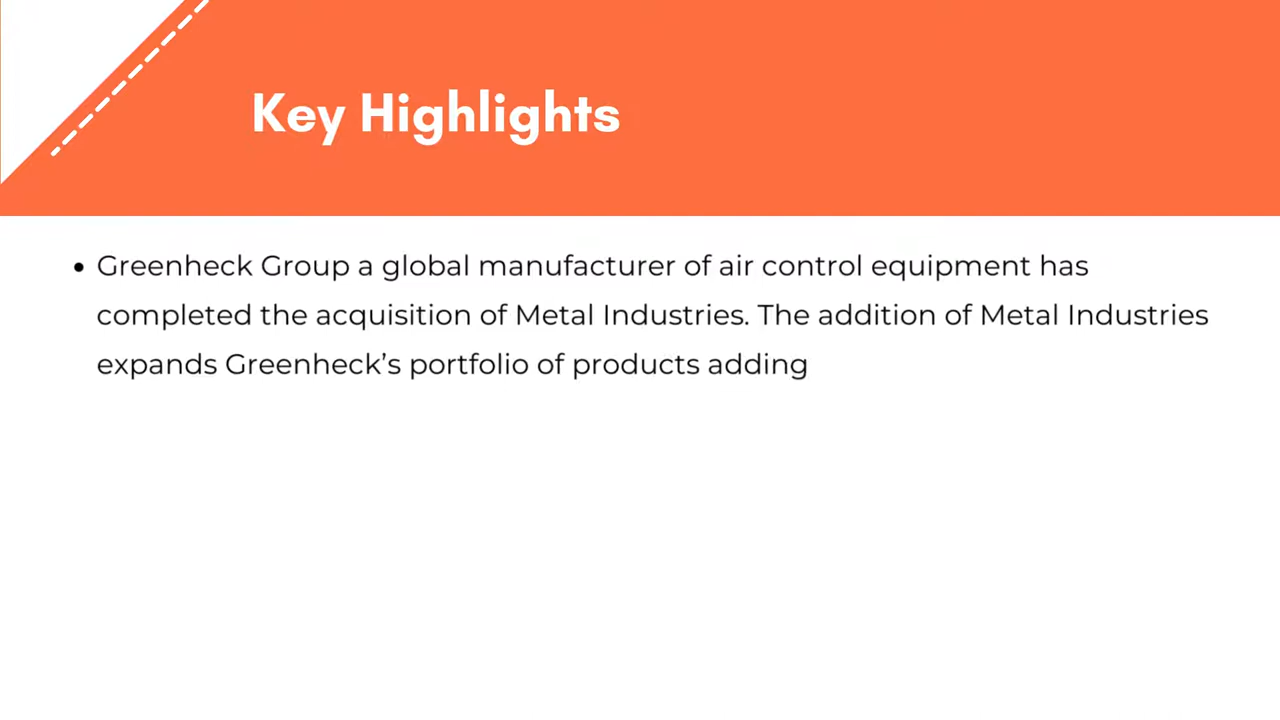 Key Highlights
• Greenheck Group a global manufacturer of air control equipment has
completed the acquisition of Metal Industries. The addition of Metal Industries
expands Greenheck’s portfolio of products adding